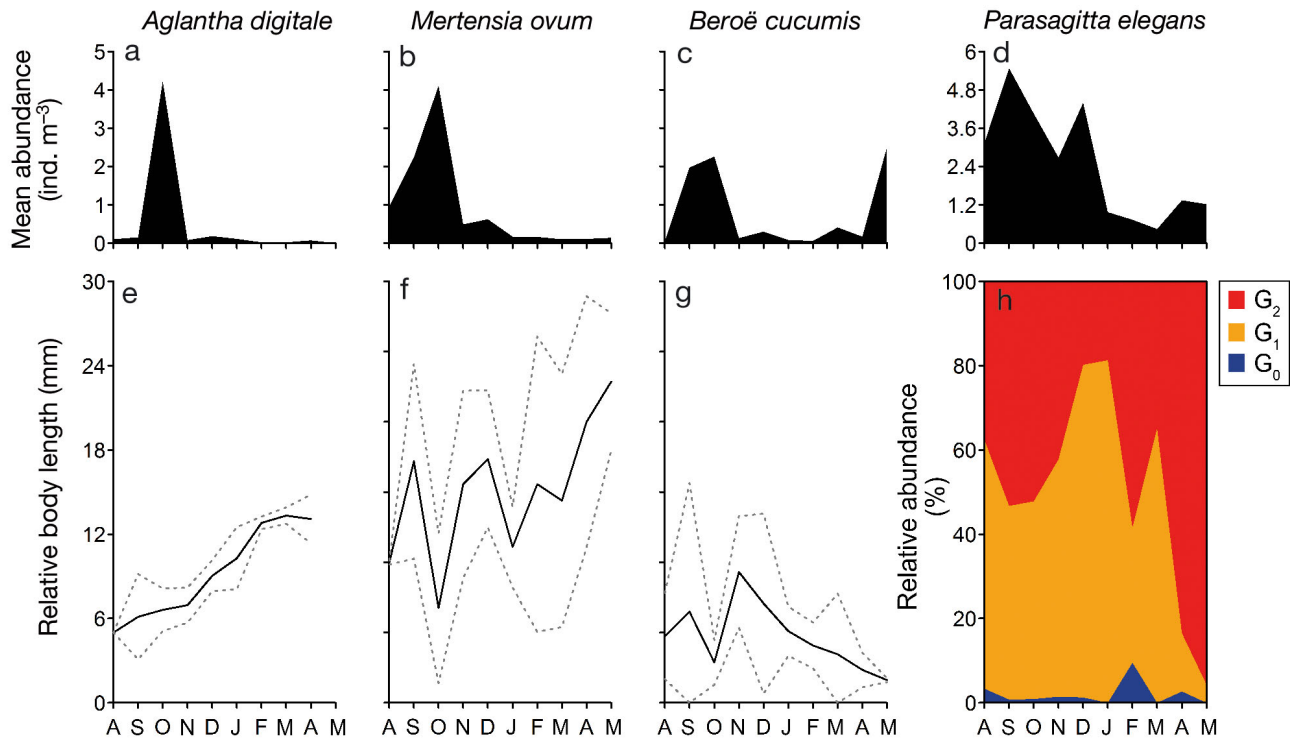 Aglantha digitale Mertensia ovum Beroë cucumis Parasagitta elegans
a b c d
Mean abundance
(ind. m⁻³)
5 4 3 2 1 0
6 4.8 3.6 2.4 1.2 0
A S O N D J F M A M
A S O N D J F M A M
A S O N D J F M A M
A S O N D J F M A M
e f g h
Relative body length (mm)
30 24 18 12 6 0
Relative abundance
(%)
100 80 60 40 20 0
G₂
G₁
G₀
A S O N D J F M A M
A S O N D J F M A M
A S O N D J F M A M
A S O N D J F M A M